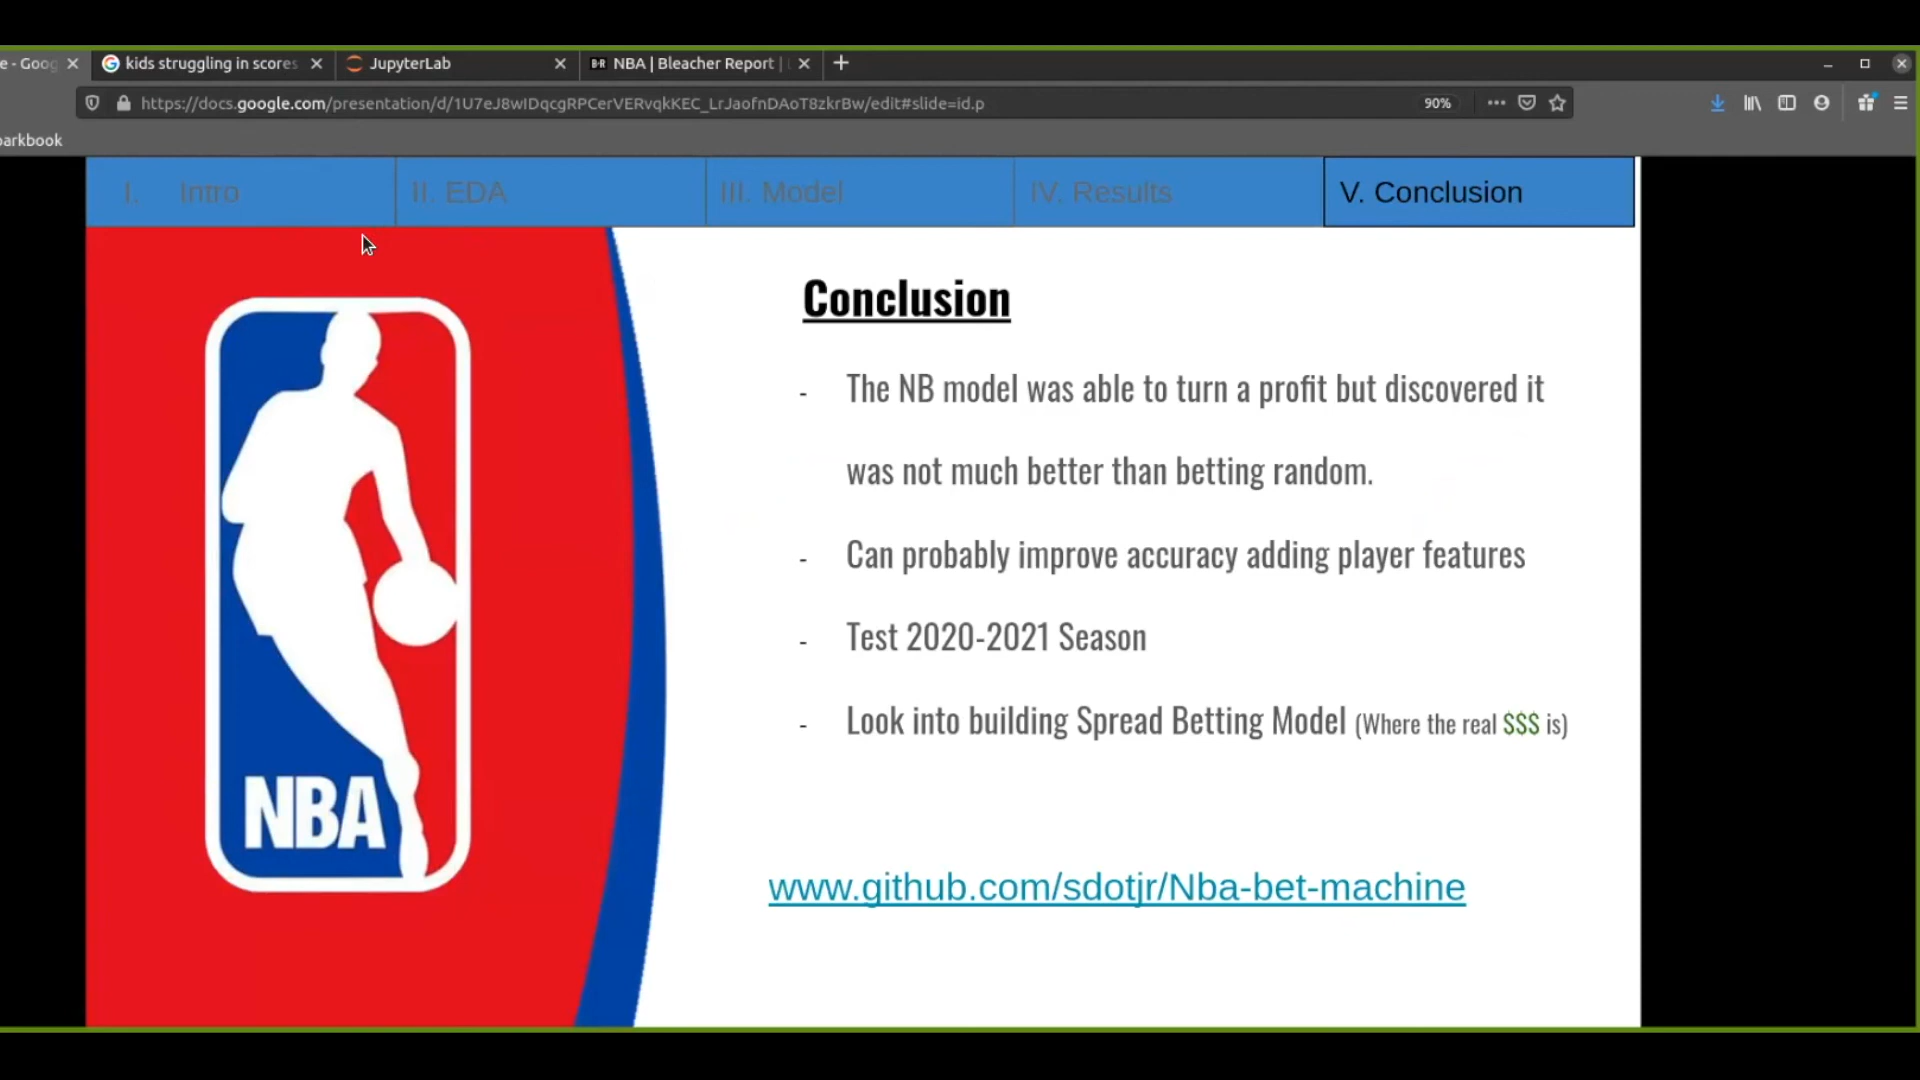 e - Goog
kids struggling in scores
JupyterLab
B/R NBA | Bleacher Report |
https://docs.google.com/presentation/d/1U7eJ8wIDqcgRPCerVERvqkKEC_LrJaofnDAoT8zkrBw/edit#slide=id.p
90%
parkbook
I. Intro
II. EDA
III. Model
IV. Results
V. Conclusion
Conclusion
- The NB model was able to turn a profit but discovered it
was not much better than betting random.
- Can probably improve accuracy adding player features
- Test 2020-2021 Season
- Look into building Spread Betting Model (Where the real $$$ is)
NBA
www.github.com/sdotjr/Nba-bet-machine